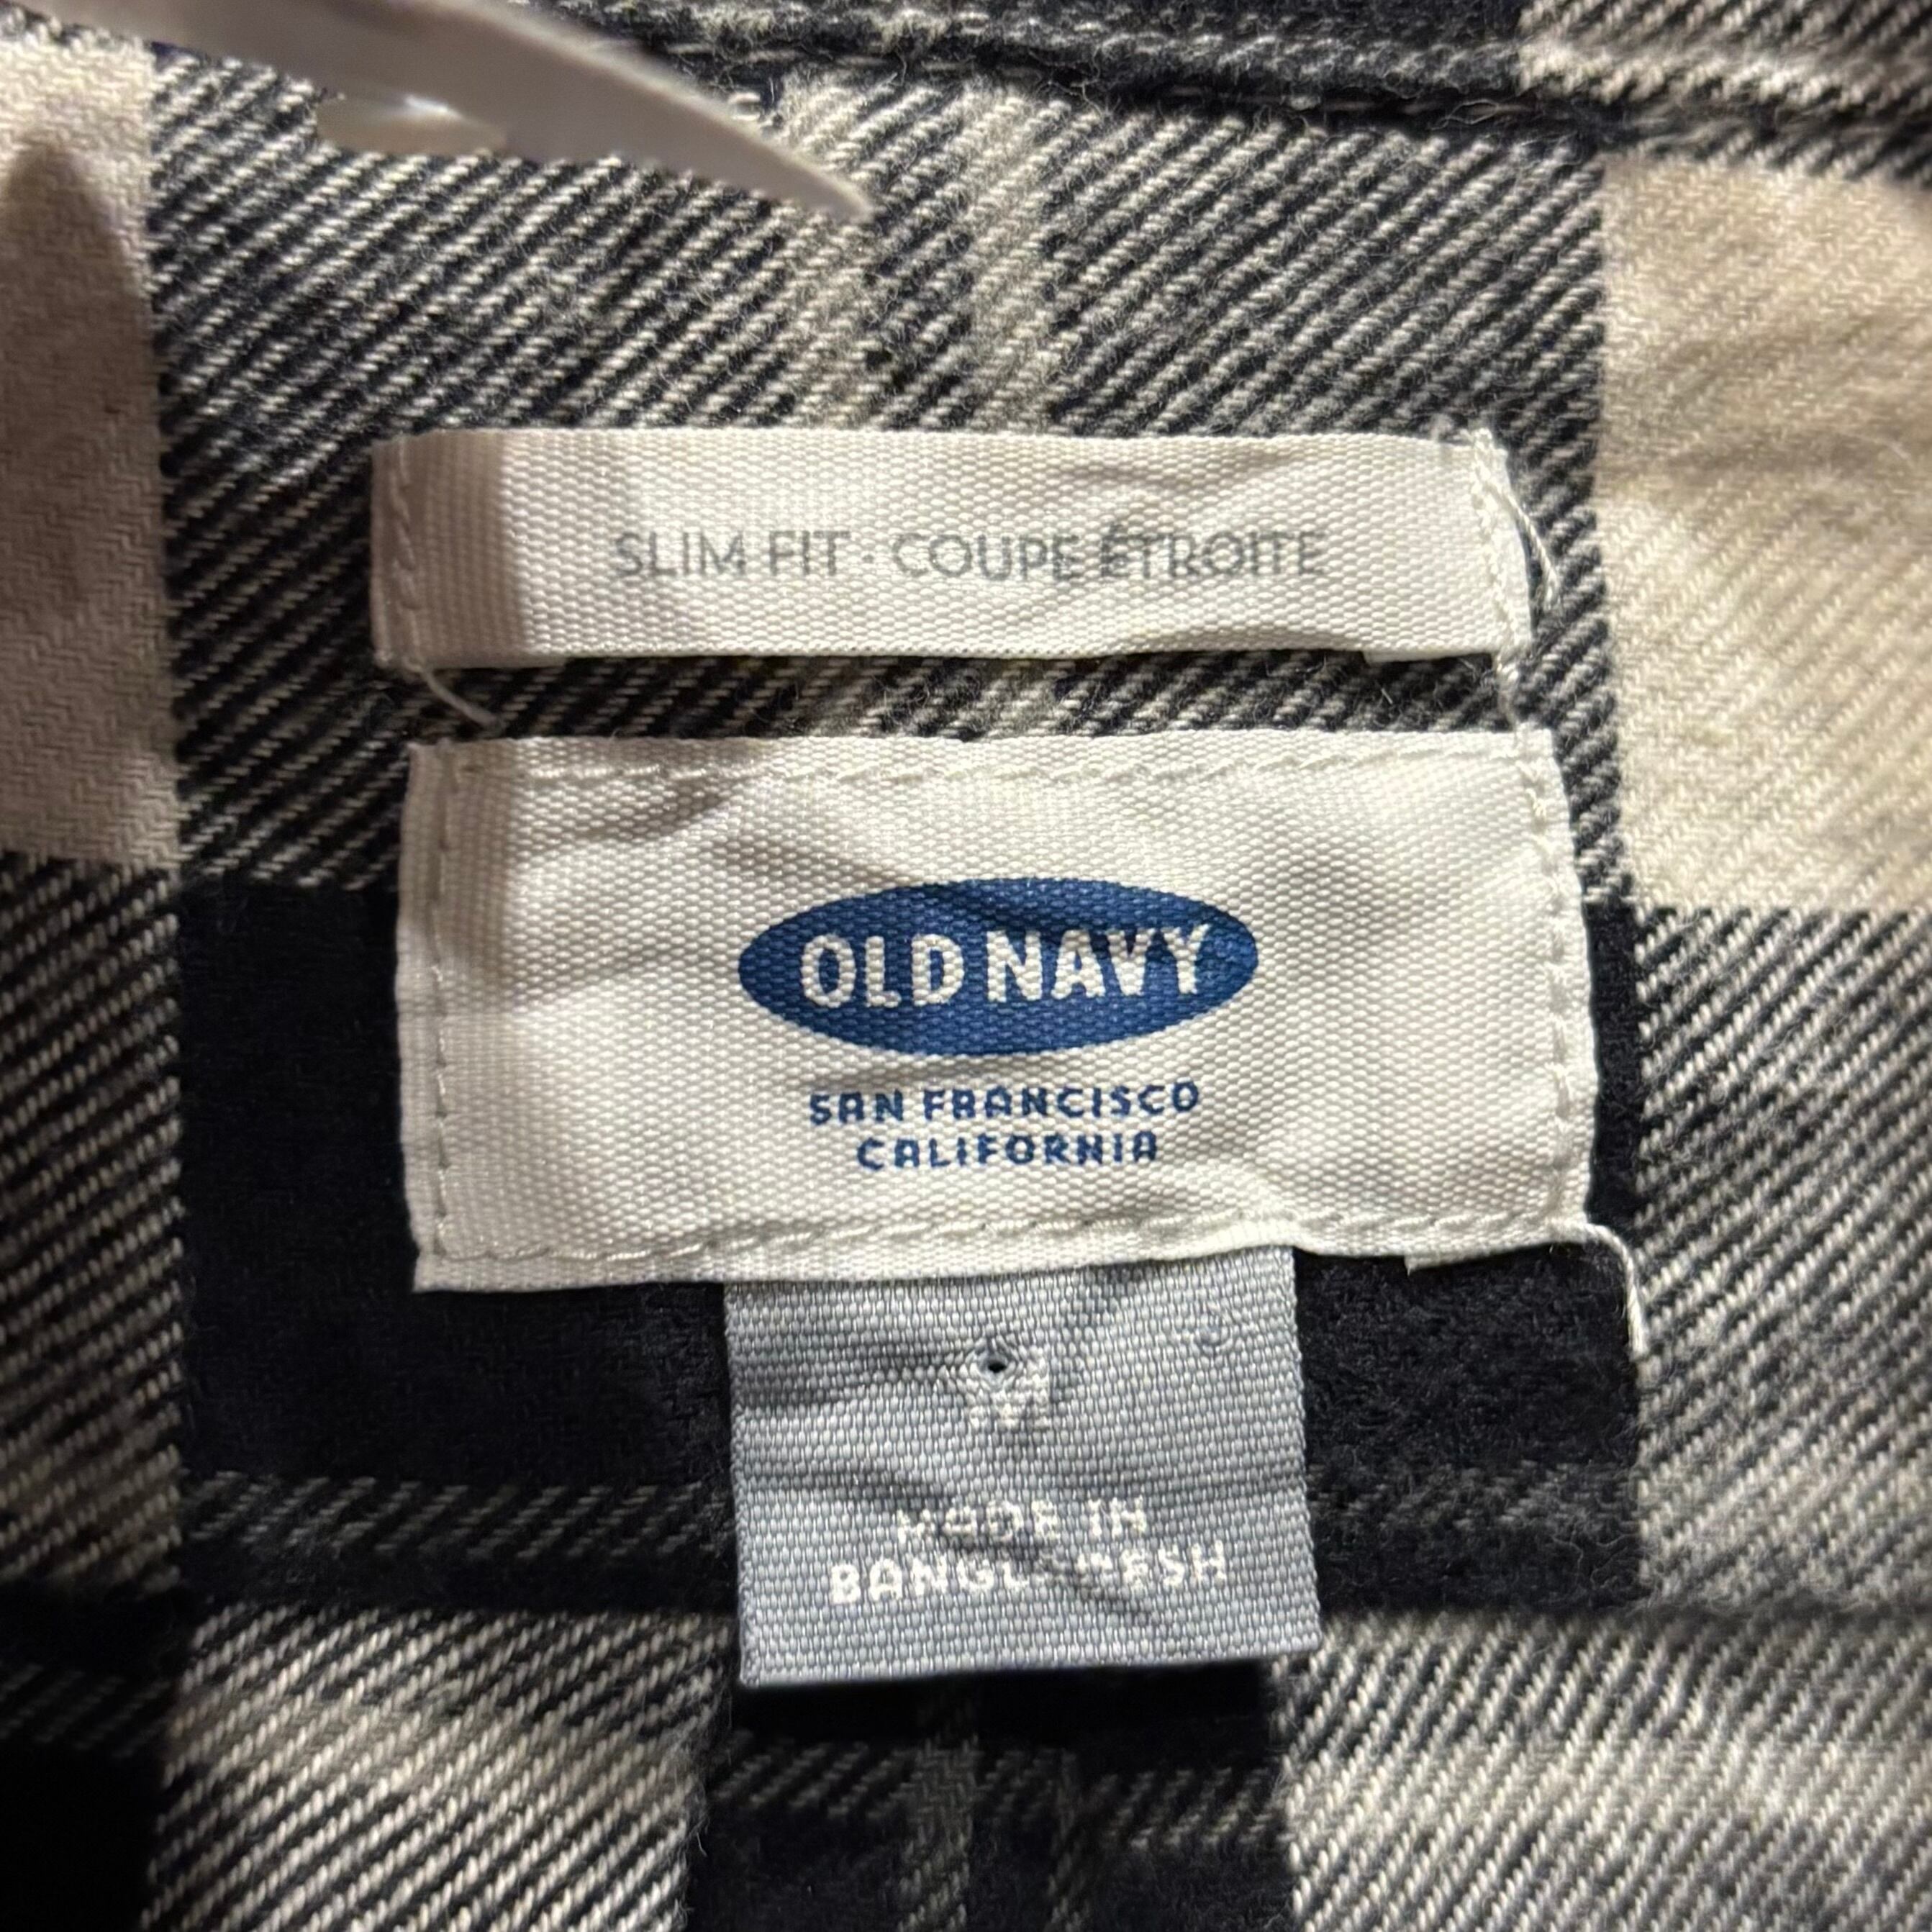 SLIM FIT · COUPE ÉTROITE
OLD NAVY
SAN FRANCISCO
CALIFORNIA
M
MADE IN
BANGLADESH